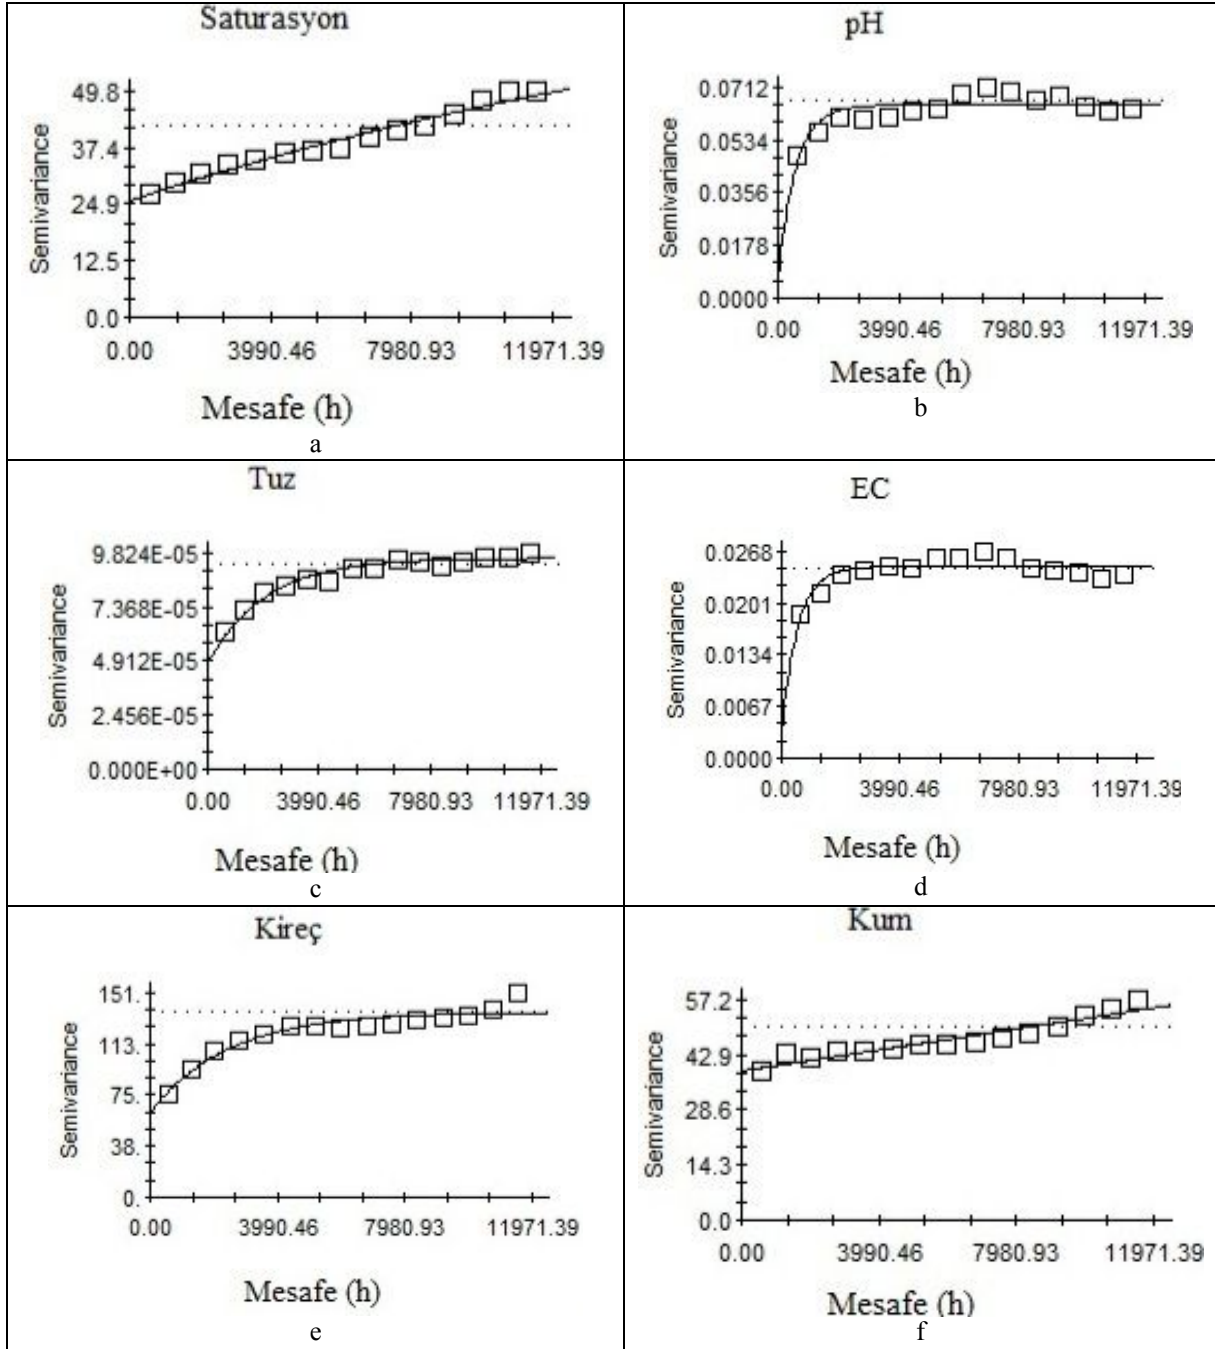 Saturasyon
Semivariance
49.8
37.4
24.9
12.5
0.0
0.00 3990.46 7980.93 11971.39
Mesafe (h)
a
pH
Semivariance
0.0712
0.0534
0.0356
0.0178
0.0000
0.00 3990.46 7980.93 11971.39
Mesafe (h)
b
Tuz
Semivariance
9.824E-05
7.368E-05
4.912E-05
2.456E-05
0.000E+00
0.00 3990.46 7980.93 11971.39
Mesafe (h)
c
EC
Semivariance
0.0268
0.0201
0.0134
0.0067
0.0000
0.00 3990.46 7980.93 11971.39
Mesafe (h)
d
Kireç
Semivariance
151.
113.
75.
38.
0.
0.00 3990.46 7980.93 11971.39
Mesafe (h)
e
Kum
Semivariance
57.2
42.9
28.6
14.3
0.0
0.00 3990.46 7980.93 11971.39
Mesafe (h)
f